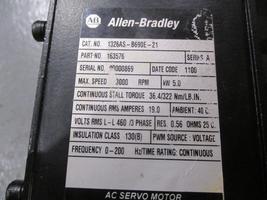 AB Allen-Bradley
CAT. NO. 1326AS-B690E-21
PART NO. 163576 SERIES A
SERIAL NO. DATE CODE 1100
MAX. SPEED 3000 RPM kW 5.0
CONTINUOUS STALL TORQUE 36.4/322 Nm/LB.IN.
CONTINUOUS RMS AMPERES 19.0 AMBIENT: 40 C
VOLTS RMS L-L 460 /3 PHASE RES. 0.56 OHMS 25 C
INSULATION CLASS 130(B) PWM SOURCE: VOLTAGE
FREQUENCY 0-200 Hz/TIME RATING: CONTINUOUS
AC SERVO MOTOR